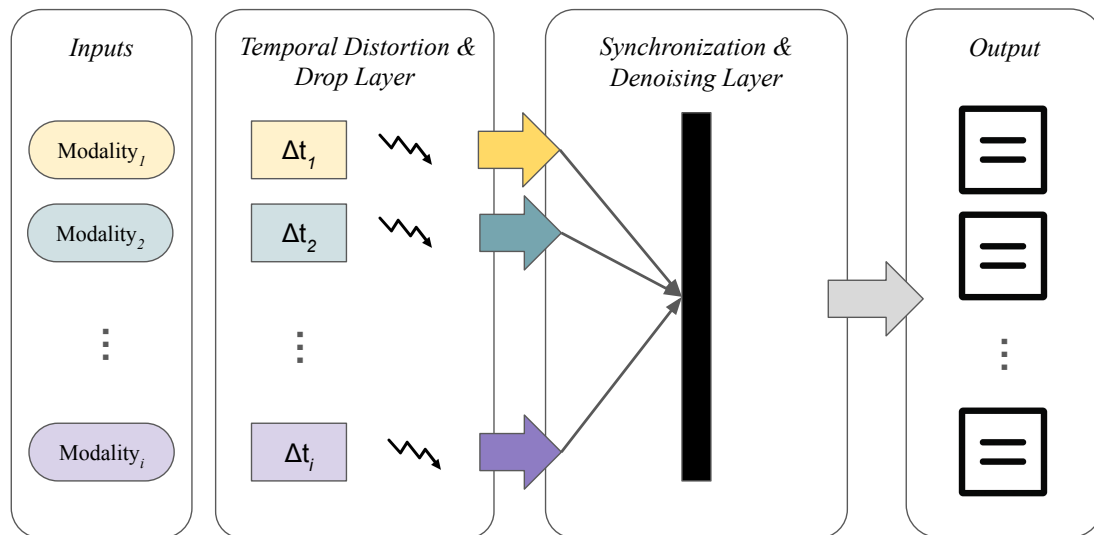 Inputs
Temporal Distortion &
Drop Layer
Synchronization &
Denoising Layer
Output
Modality₁
Δt₁
Modality₂
Δt₂
⋮
⋮
⋮
Modalityᵢ
Δtᵢ